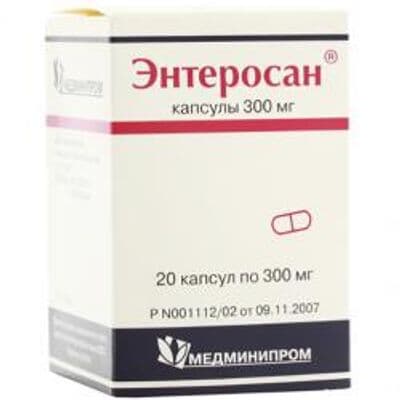 Энтеросан®
капсулы 300 мг
20 капсул по 300 мг
Р N001112/02 от 09.11.2007
МЕДМИНИПРОМ